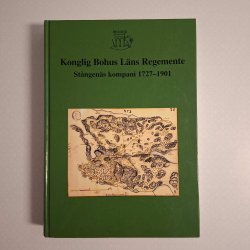 Konglig Bohus Läns Regemente
Stångenäs kompani 1727–1901